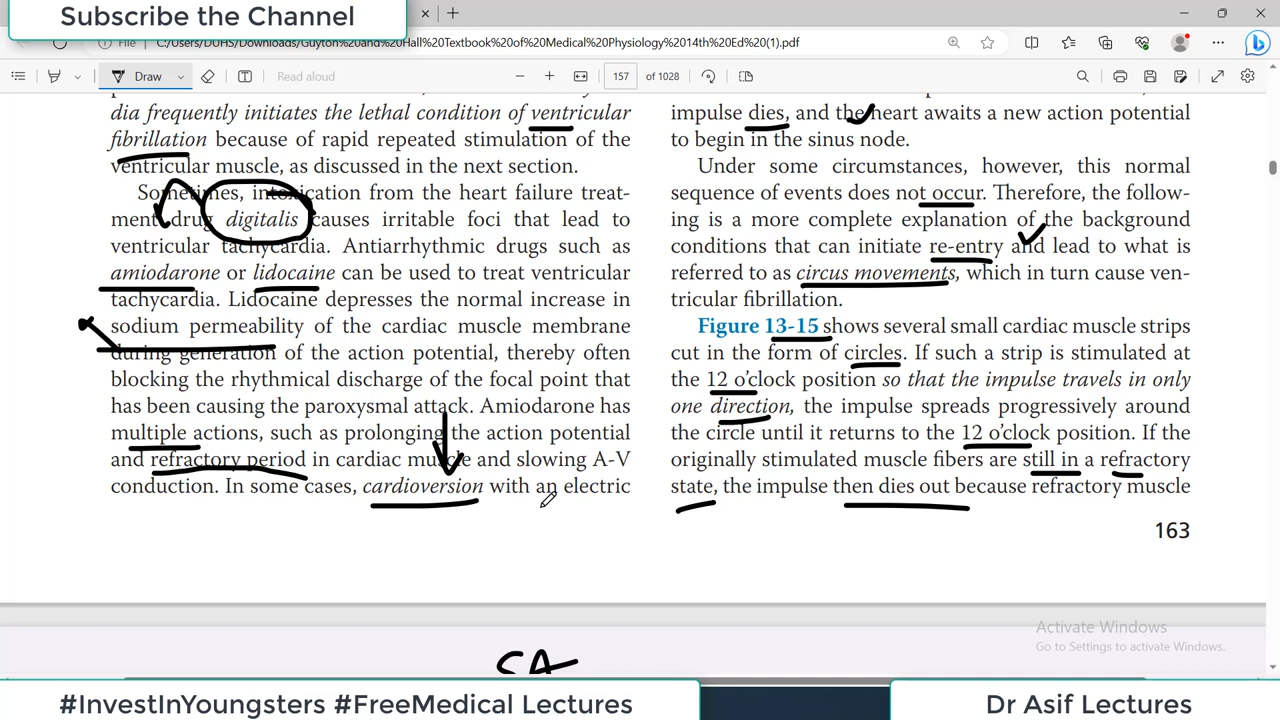 Subscribe the Channel
File
C:/Users/DUHS/Downloads/Guyton%20and%20Hall%20Textbook%20of%20Medical%20Physiology%2014th%20Ed%20(1).pdf
Draw
Read aloud
157 of 1028
dia frequently initiates the lethal condition of ventricular
fibrillation because of rapid repeated stimulation of the
ventricular muscle, as discussed in the next section.
Sometimes, intoxication from the heart failure treat-
ment drug digitalis causes irritable foci that lead to
ventricular tachycardia. Antiarrhythmic drugs such as
amiodarone or lidocaine can be used to treat ventricular
tachycardia. Lidocaine depresses the normal increase in
sodium permeability of the cardiac muscle membrane
during generation of the action potential, thereby often
blocking the rhythmical discharge of the focal point that
has been causing the paroxysmal attack. Amiodarone has
multiple actions, such as prolonging the action potential
and refractory period in cardiac muscle and slowing A-V
conduction. In some cases, cardioversion with an electric
impulse dies, and the heart awaits a new action potential
to begin in the sinus node.
Under some circumstances, however, this normal
sequence of events does not occur. Therefore, the follow-
ing is a more complete explanation of the background
conditions that can initiate re-entry and lead to what is
referred to as circus movements, which in turn cause ven-
tricular fibrillation.
Figure 13-15 shows several small cardiac muscle strips
cut in the form of circles. If such a strip is stimulated at
the 12 o'clock position so that the impulse travels in only
one direction, the impulse spreads progressively around
the circle until it returns to the 12 o'clock position. If the
originally stimulated muscle fibers are still in a refractory
state, the impulse then dies out because refractory muscle
163
Activate Windows
Go to Settings to activate Windows.
SA
#InvestInYoungsters #FreeMedical Lectures
Dr Asif Lectures